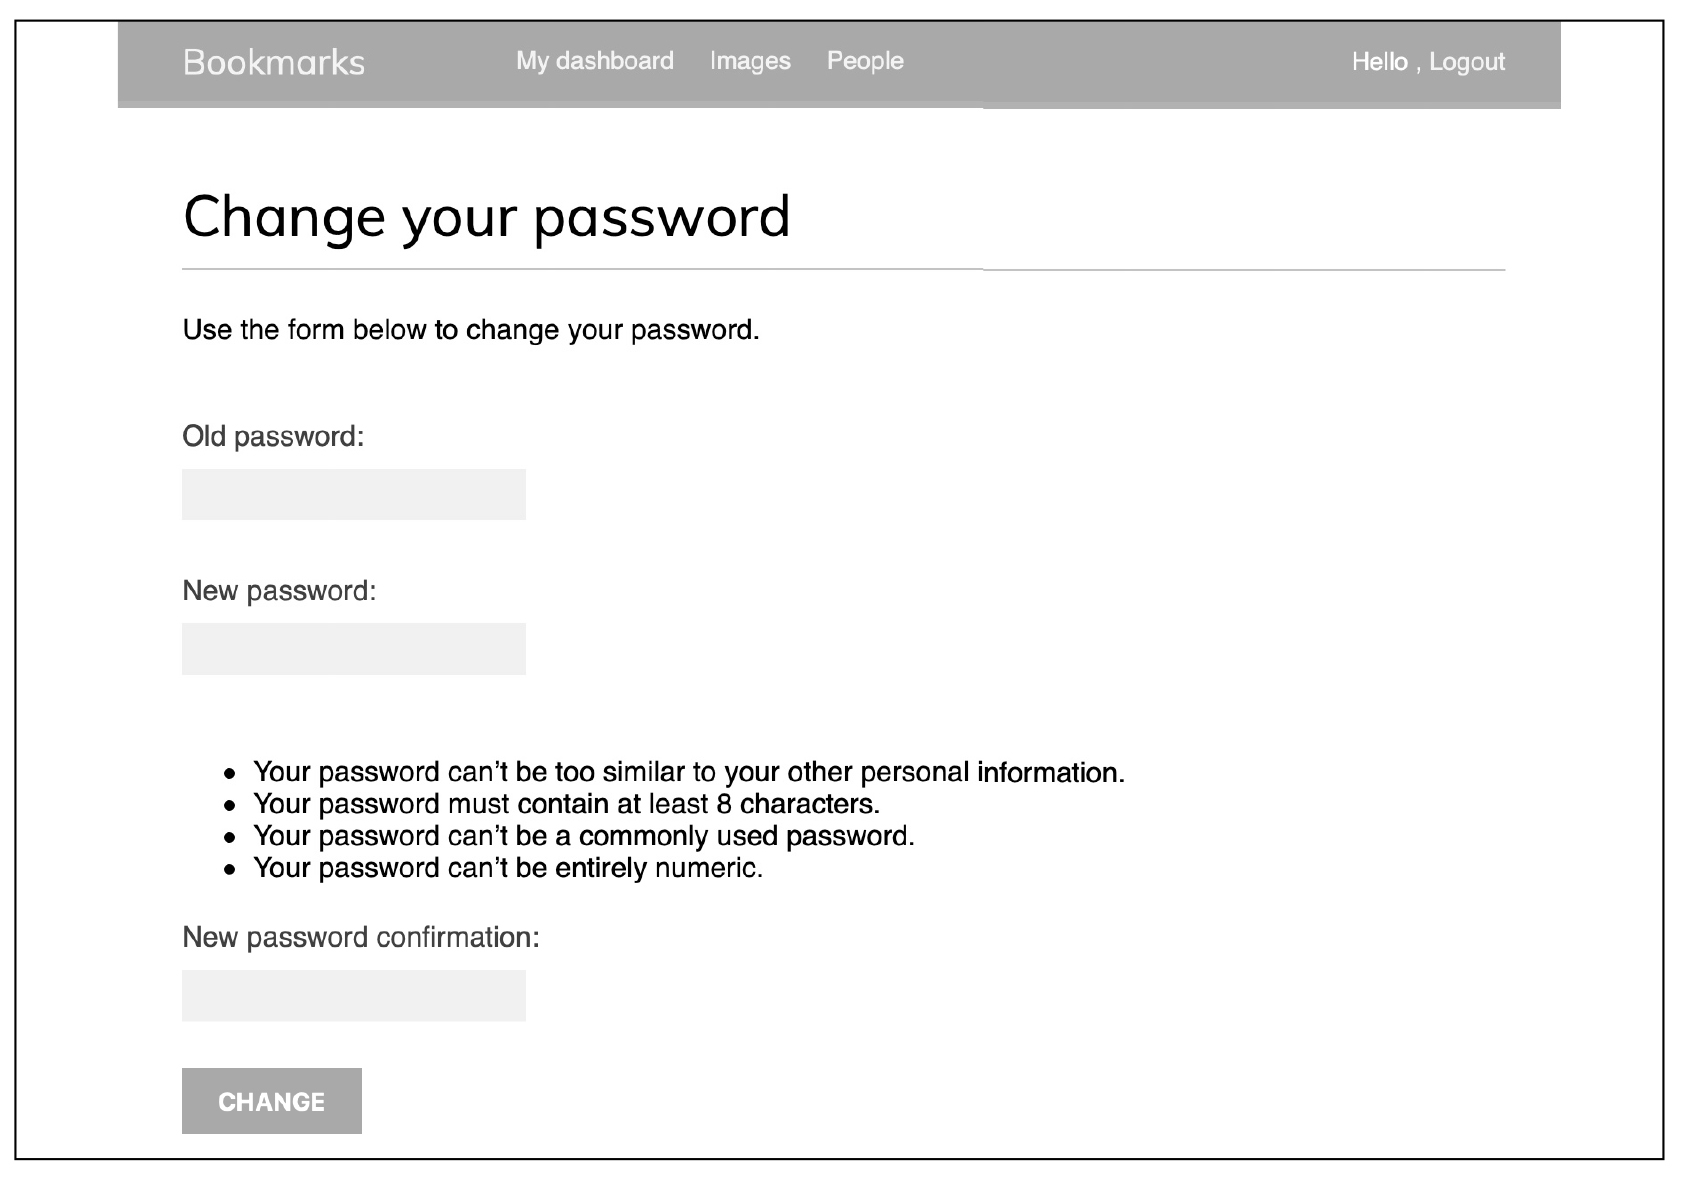 Bookmarks My dashboard Images People Hello , Logout
Change your password
Use the form below to change your password.
Old password:
New password:
• Your password can’t be too similar to your other personal information.
• Your password must contain at least 8 characters.
• Your password can’t be a commonly used password.
• Your password can’t be entirely numeric.
New password confirmation:
CHANGE